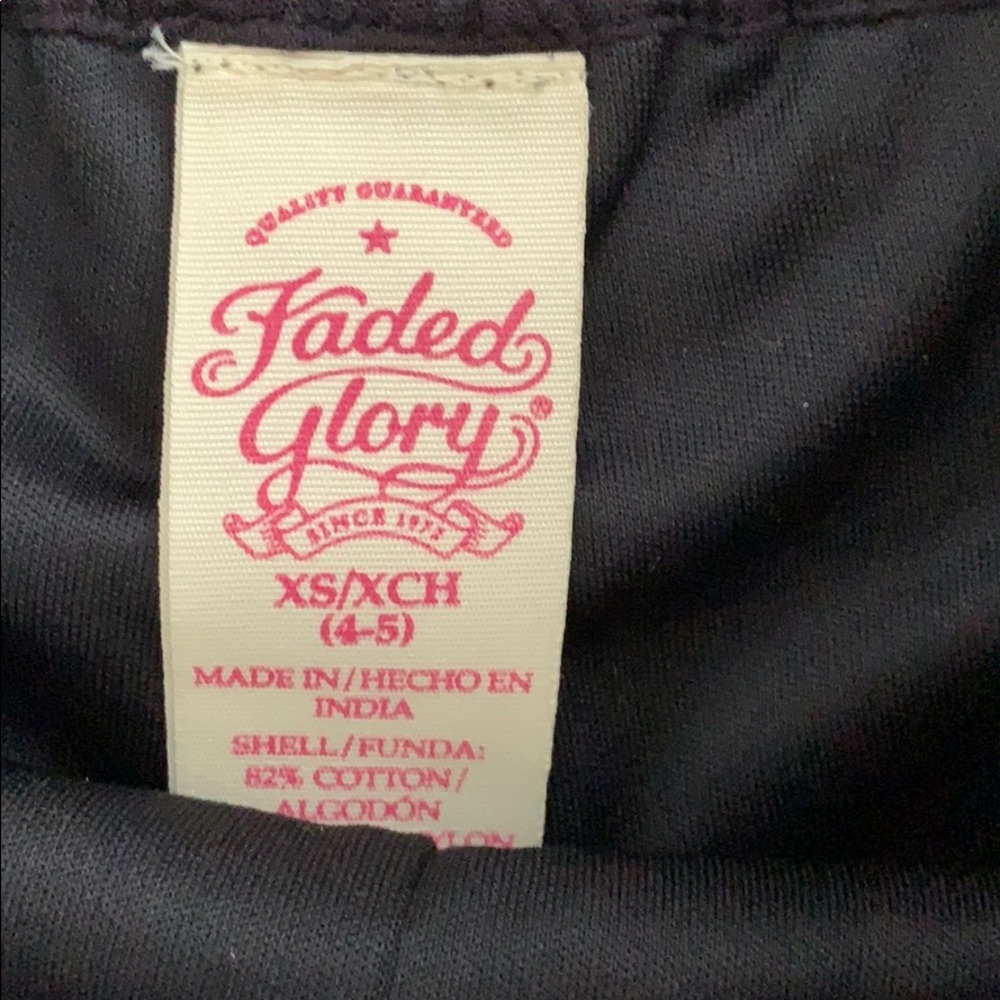 QUALITY GUARANTEED
Faded
Glory®
SINCE 1972
XS/XCH
(4-5)
MADE IN/HECHO EN
INDIA
SHELL/FUNDA:
82% COTTON/
ALGODÓN